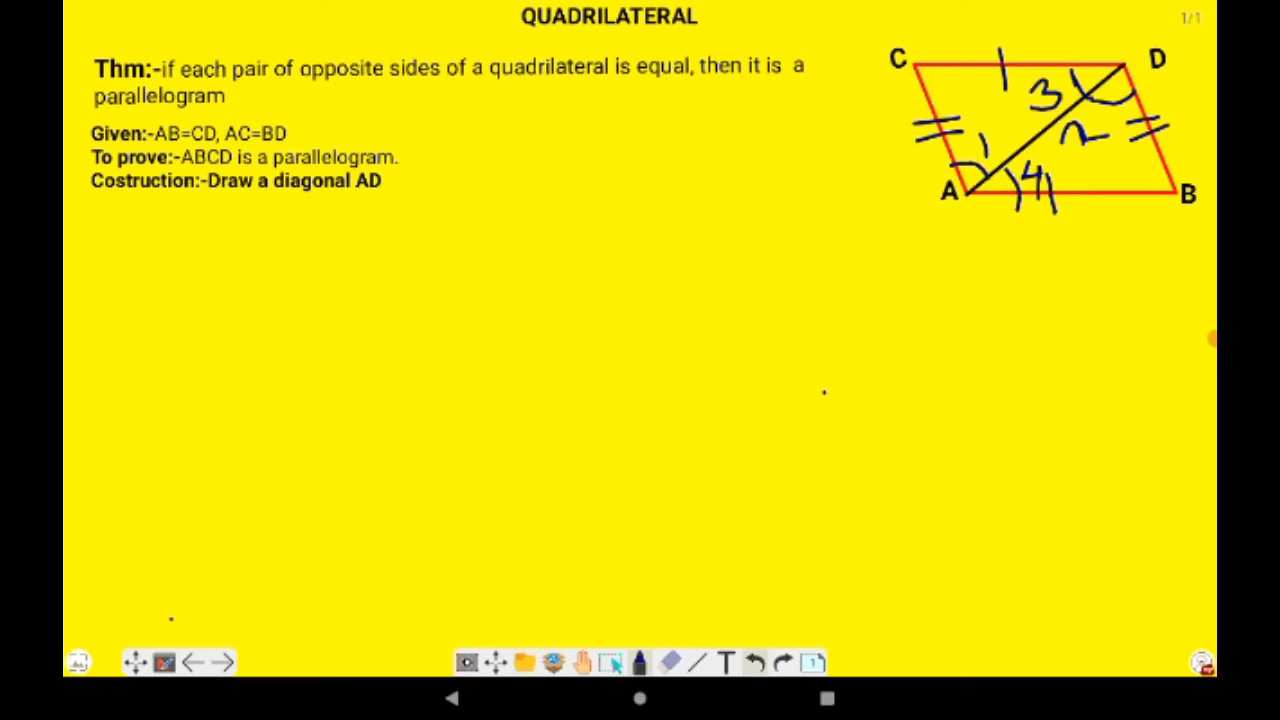 QUADRILATERAL
1/1
Thm:-if each pair of opposite sides of a quadrilateral is equal, then it is a
parallelogram
Given:-AB=CD, AC=BD
To prove:-ABCD is a parallelogram.
Costruction:-Draw a diagonal AD
C D
3
2
1
4
A B
T
1